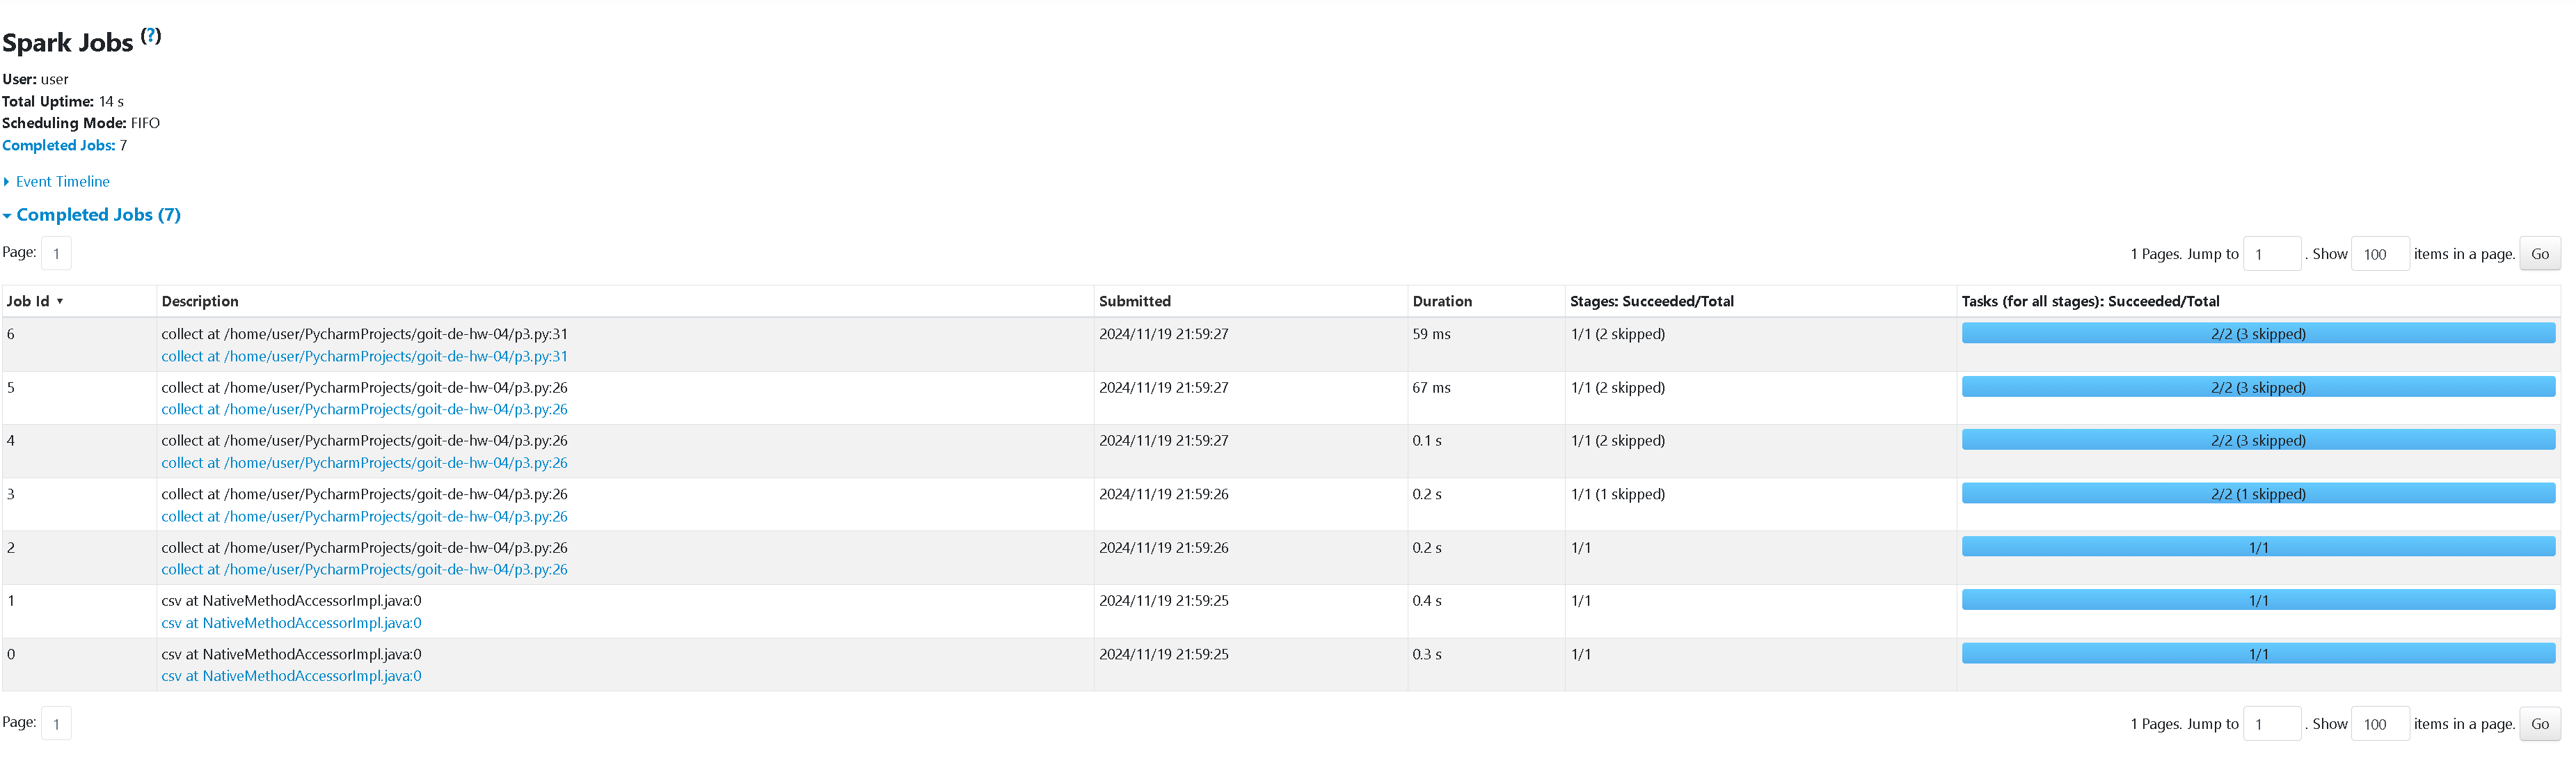 Spark Jobs (?)
User: user
Total Uptime: 14 s
Scheduling Mode: FIFO
Completed Jobs: 7
Event Timeline
Completed Jobs (7)
Page: 1 1 Pages. Jump to 1 . Show 100 items in a page. Go
Job Id ▾ Description Submitted Duration Stages: Succeeded/Total Tasks (for all stages): Succeeded/Total
6 collect at /home/user/PycharmProjects/goit-de-hw-04/p3.py:31 2024/11/19 21:59:27 59 ms 1/1 (2 skipped) 2/2 (3 skipped)
collect at /home/user/PycharmProjects/goit-de-hw-04/p3.py:31
5 collect at /home/user/PycharmProjects/goit-de-hw-04/p3.py:26 2024/11/19 21:59:27 67 ms 1/1 (2 skipped) 2/2 (3 skipped)
collect at /home/user/PycharmProjects/goit-de-hw-04/p3.py:26
4 collect at /home/user/PycharmProjects/goit-de-hw-04/p3.py:26 2024/11/19 21:59:27 0.1 s 1/1 (2 skipped) 2/2 (3 skipped)
collect at /home/user/PycharmProjects/goit-de-hw-04/p3.py:26
3 collect at /home/user/PycharmProjects/goit-de-hw-04/p3.py:26 2024/11/19 21:59:26 0.2 s 1/1 (1 skipped) 2/2 (1 skipped)
collect at /home/user/PycharmProjects/goit-de-hw-04/p3.py:26
2 collect at /home/user/PycharmProjects/goit-de-hw-04/p3.py:26 2024/11/19 21:59:26 0.2 s 1/1 1/1
collect at /home/user/PycharmProjects/goit-de-hw-04/p3.py:26
1 csv at NativeMethodAccessorImpl.java:0 2024/11/19 21:59:25 0.4 s 1/1 1/1
csv at NativeMethodAccessorImpl.java:0
0 csv at NativeMethodAccessorImpl.java:0 2024/11/19 21:59:25 0.3 s 1/1 1/1
csv at NativeMethodAccessorImpl.java:0
Page: 1 1 Pages. Jump to 1 . Show 100 items in a page. Go